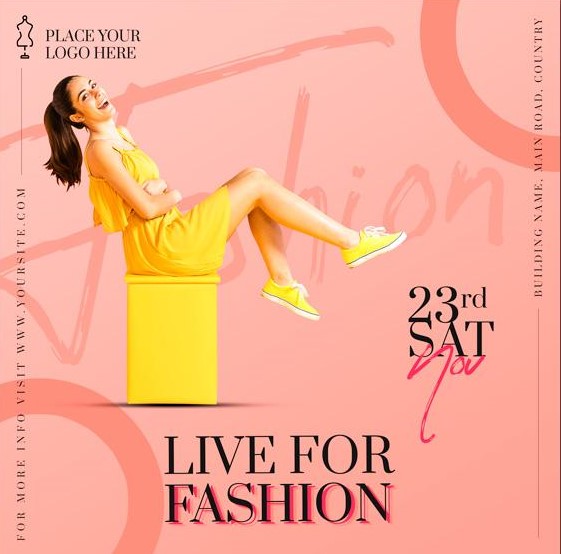 PLACE YOUR
LOGO HERE
Fashion
FOR MORE INFO VISIT WWW.YOURSITE.COM
BUILDING NAME, MAIN ROAD, COUNTRY
23rd
SAT
Nov
LIVE FOR
FASHION